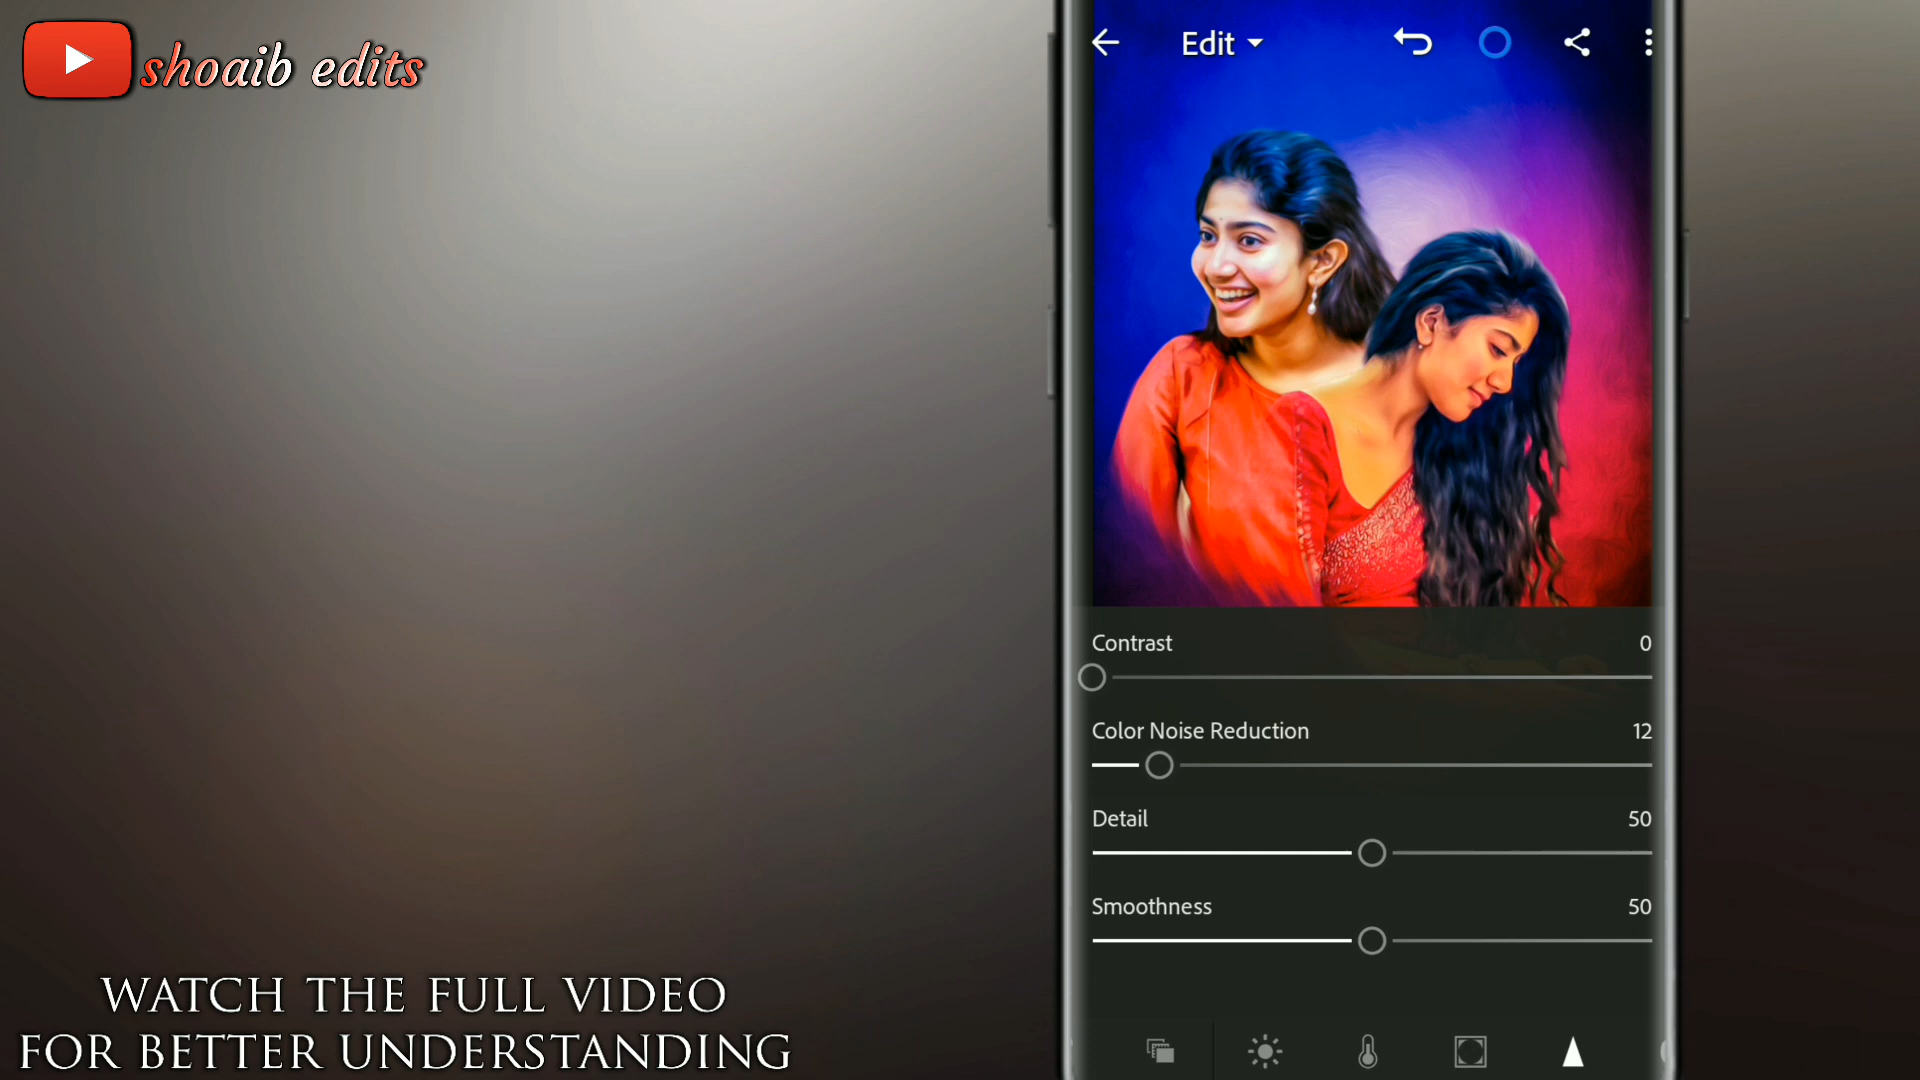 shoaib edits
Edit
Contrast 0
Color Noise Reduction 12
Detail 50
Smoothness 50
WATCH THE FULL VIDEO
FOR BETTER UNDERSTANDING